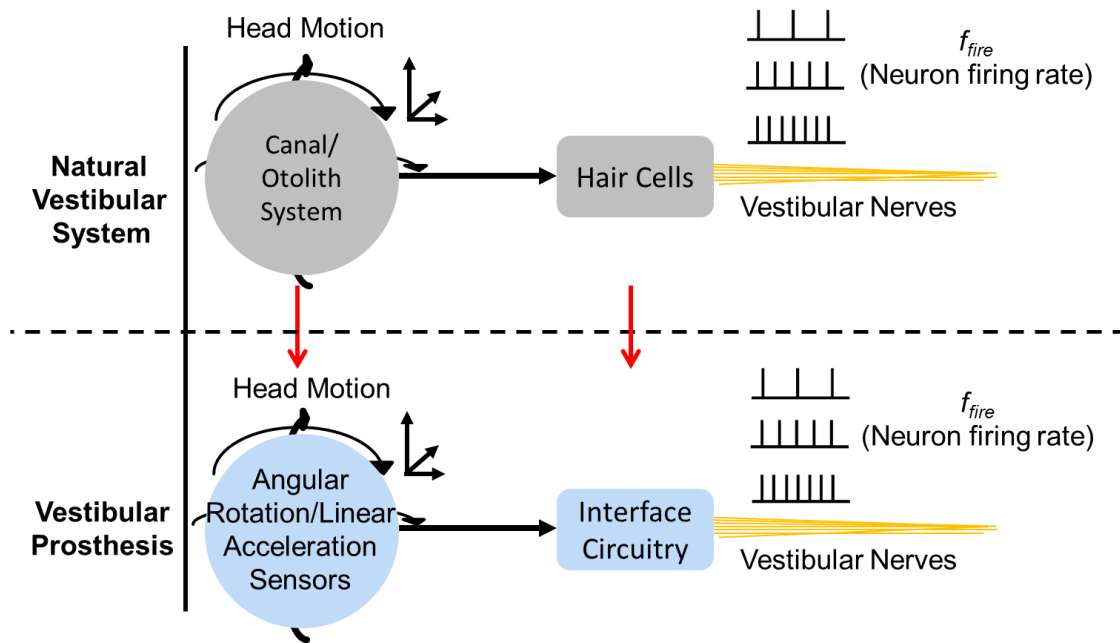 Head Motion
f_fire
(Neuron firing rate)
Natural
Vestibular
System
Canal/
Otolith
System
Hair Cells
Vestibular Nerves
Head Motion
f_fire
(Neuron firing rate)
Vestibular
Prosthesis
Angular
Rotation/Linear
Acceleration
Sensors
Interface
Circuitry
Vestibular Nerves